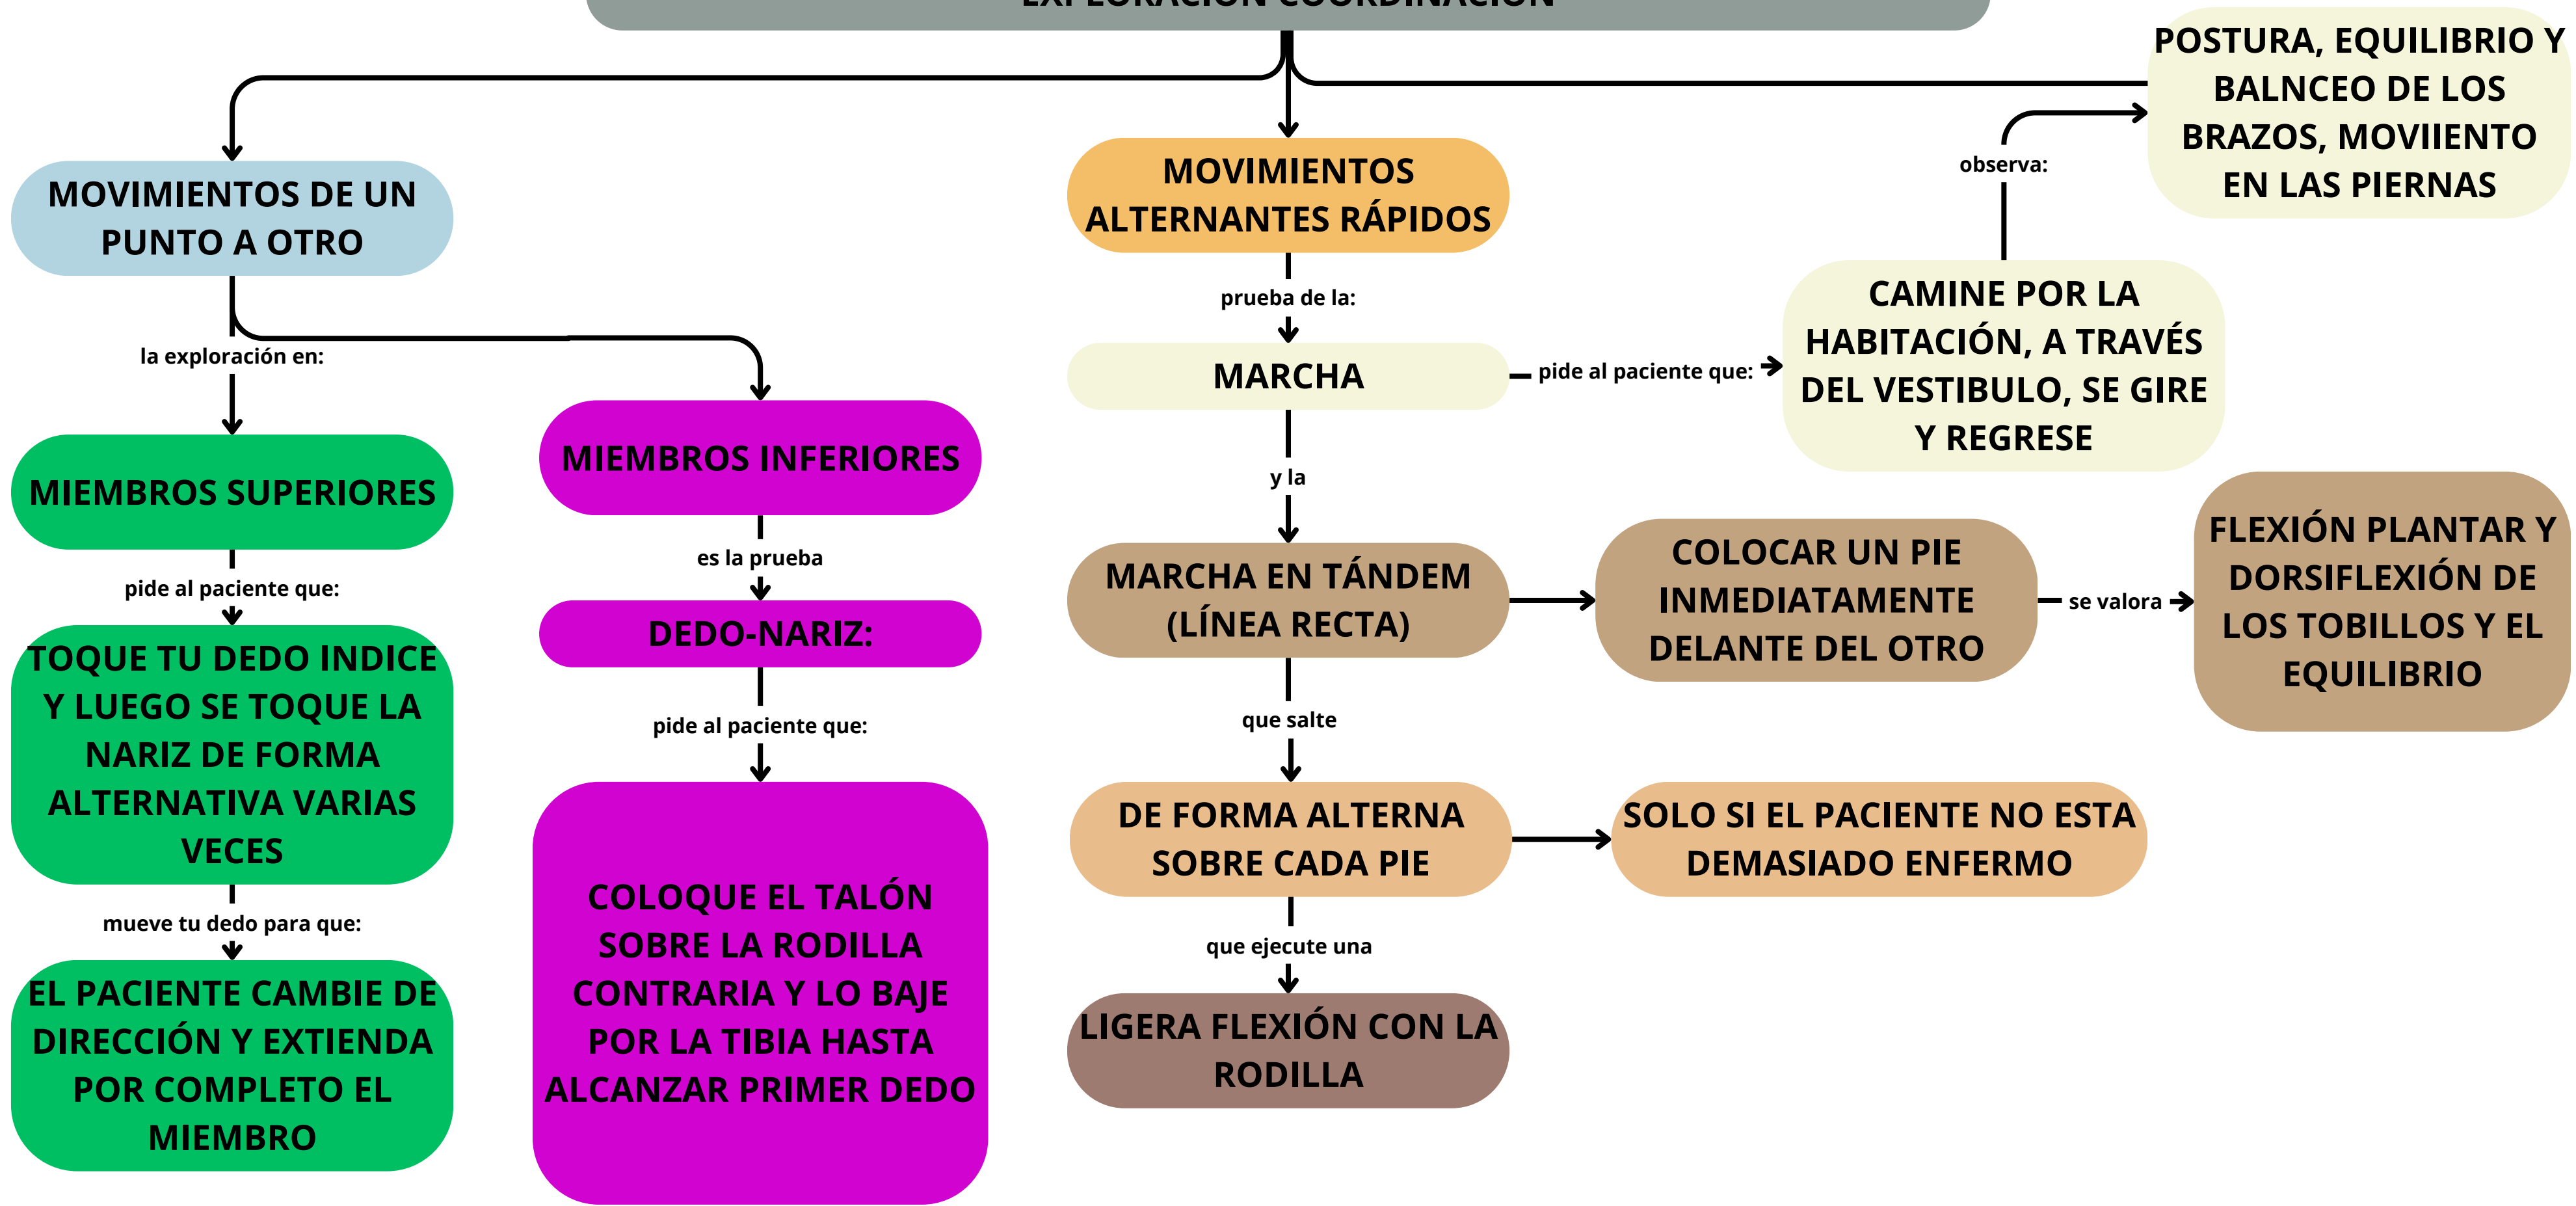 EXPLORACIÓN COORDINACIÓN
POSTURA, EQUILIBRIO Y
BALNCEO DE LOS
BRAZOS, MOVIIENTO
EN LAS PIERNAS
observa:
MOVIMIENTOS DE UN
PUNTO A OTRO
la exploración en:
MIEMBROS SUPERIORES
pide al paciente que:
TOQUE TU DEDO INDICE
Y LUEGO SE TOQUE LA
NARIZ DE FORMA
ALTERNATIVA VARIAS
VECES
mueve tu dedo para que:
EL PACIENTE CAMBIE DE
DIRECCIÓN Y EXTIENDA
POR COMPLETO EL
MIEMBRO
MIEMBROS INFERIORES
es la prueba
DEDO-NARIZ:
pide al paciente que:
COLOQUE EL TALÓN
SOBRE LA RODILLA
CONTRARIA Y LO BAJE
POR LA TIBIA HASTA
ALCANZAR PRIMER DEDO
MOVIMIENTOS
ALTERNANTES RÁPIDOS
prueba de la:
MARCHA
pide al paciente que:
CAMINE POR LA
HABITACIÓN, A TRAVÉS
DEL VESTIBULO, SE GIRE
Y REGRESE
y la
MARCHA EN TÁNDEM
(LÍNEA RECTA)
COLOCAR UN PIE
INMEDIATAMENTE
DELANTE DEL OTRO
se valora
FLEXIÓN PLANTAR Y
DORSIFLEXIÓN DE
LOS TOBILLOS Y EL
EQUILIBRIO
que salte
DE FORMA ALTERNA
SOBRE CADA PIE
SOLO SI EL PACIENTE NO ESTA
DEMASIADO ENFERMO
que ejecute una
LIGERA FLEXIÓN CON LA
RODILLA